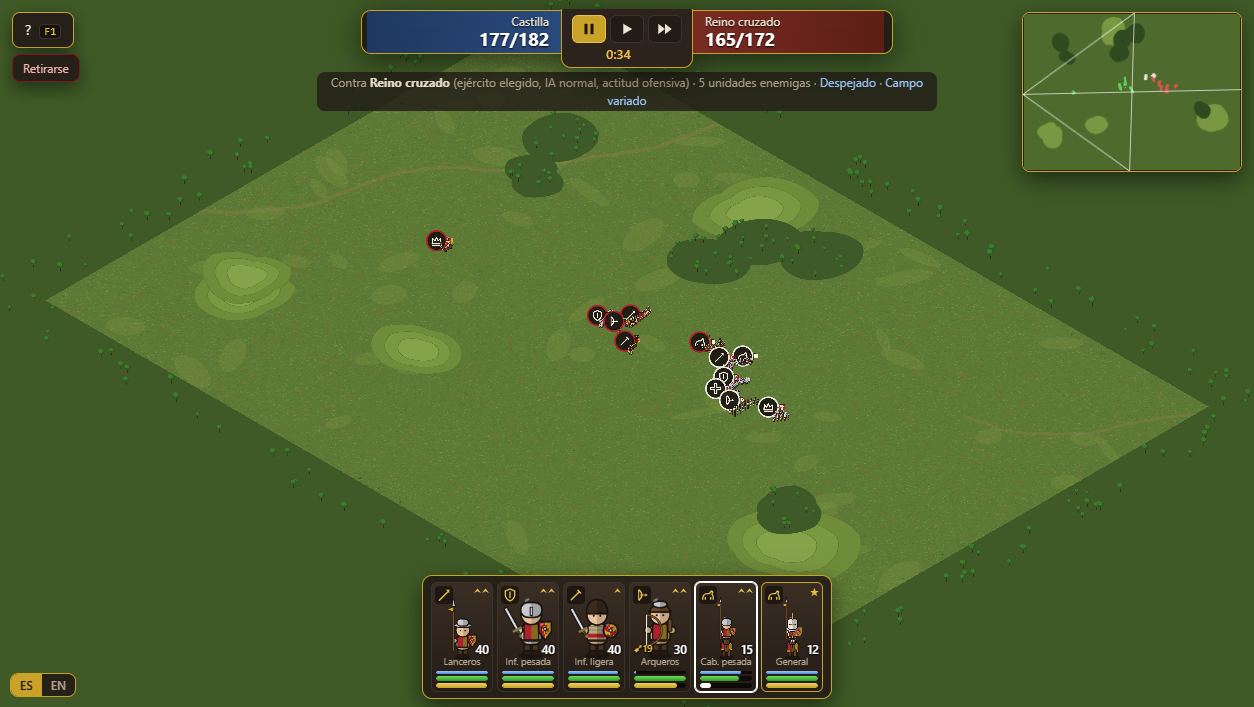 ? F1
Retirarse
Castilla
177/182
0:34
Reino cruzado
165/172
Contra Reino cruzado (ejército elegido, IA normal, actitud ofensiva) · 5 unidades enemigas · Despejado · Campo
variado
40
Lanceros
40
Inf. pesada
40
Inf. ligera
19
30
Arqueros
15
Cab. pesada
12
General
ES EN